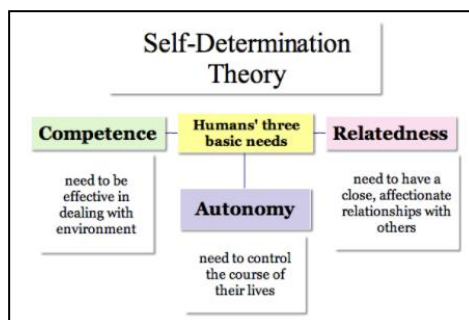 Self-Determination
Theory
Competence
Humans' three
basic needs
Relatedness
need to be
effective in
dealing with
environment
Autonomy
need to control
the course of
their lives
need to have a
close, affectionate
relationships with
others